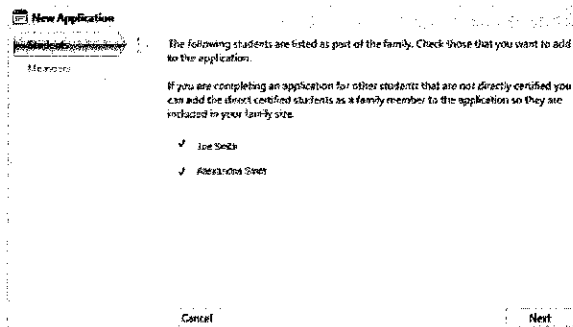 New Application
Students
Members
The following students are listed as part of the family. Check those that you want to add
to the application.
If you are completing an application for other students that are not directly certified you
can add the direct certified students as a family member to the application so they are
included in your family size.
Joe Smith
Alexandra Smith
Cancel
Next